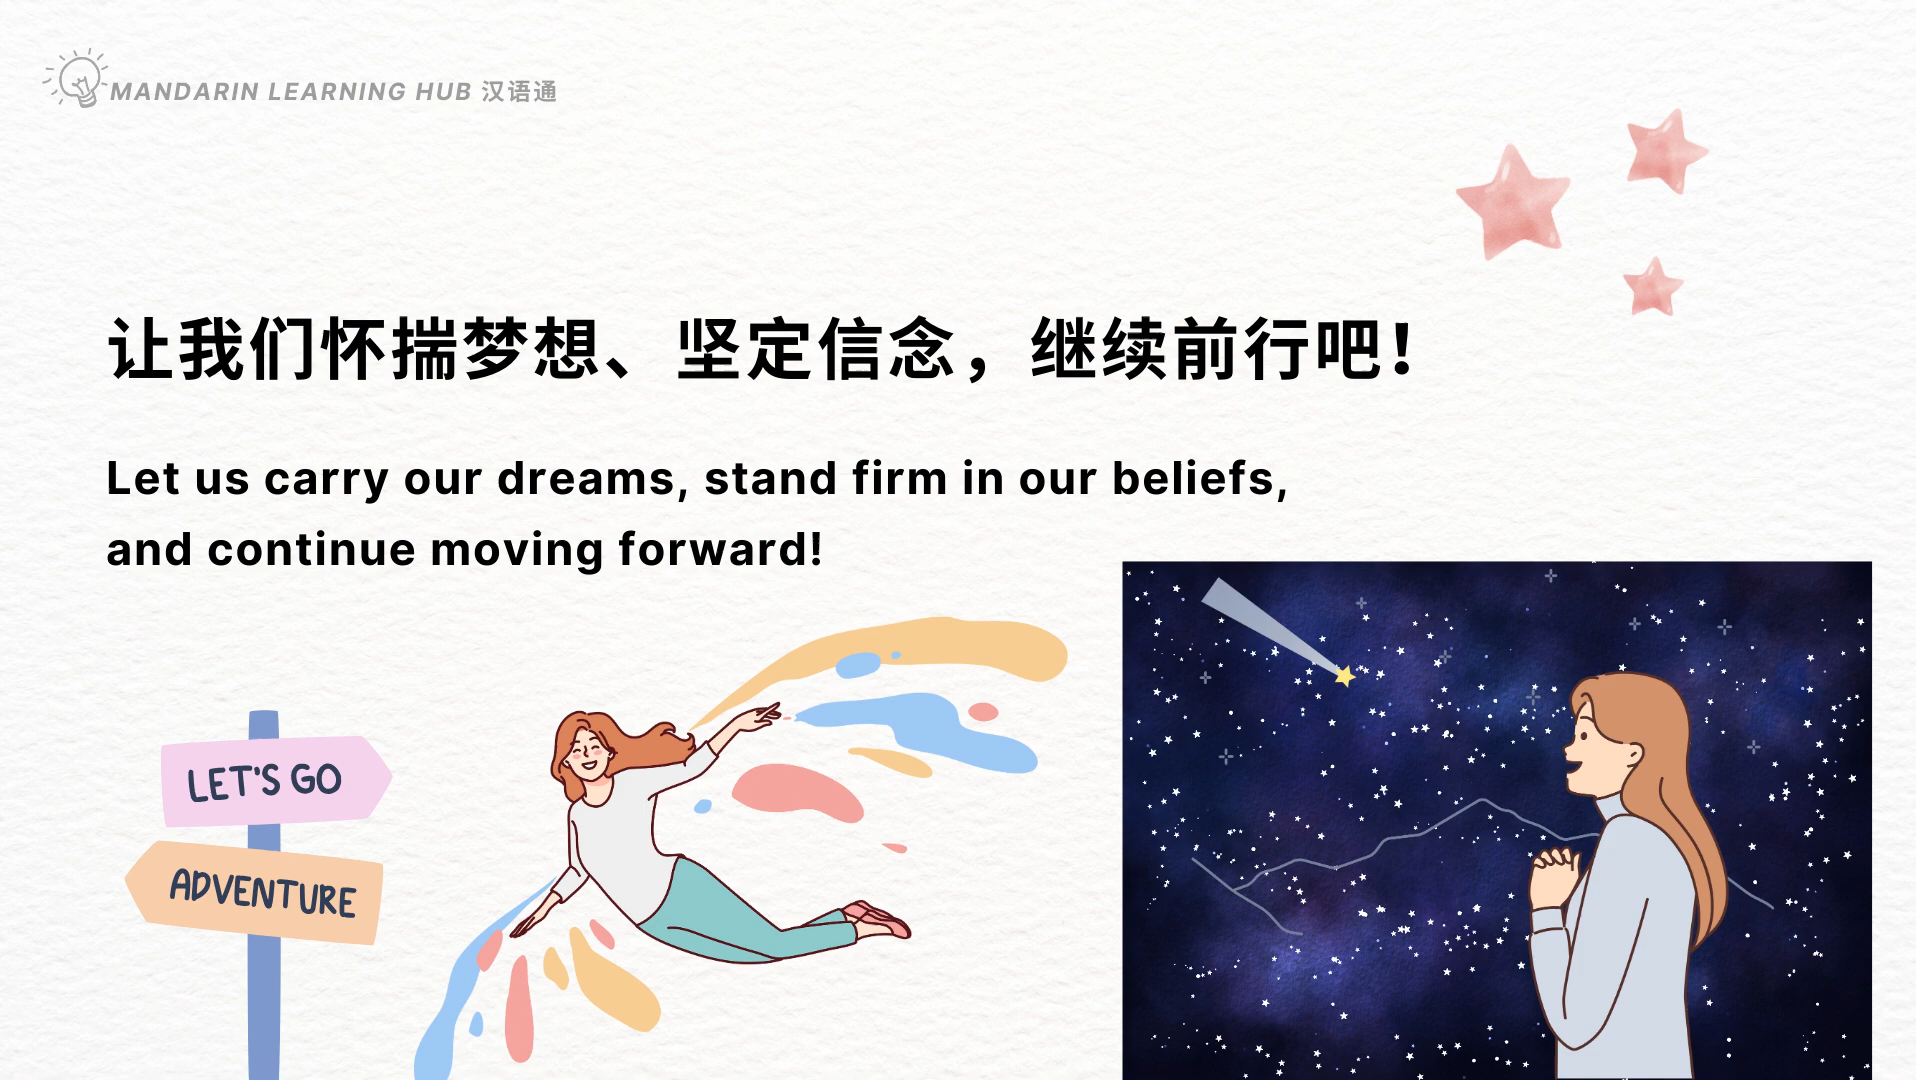 MANDARIN LEARNING HUB 汉语通
让我们怀揣梦想、坚定信念，继续前行吧！
Let us carry our dreams, stand firm in our beliefs,
and continue moving forward!
LET'S GO
ADVENTURE